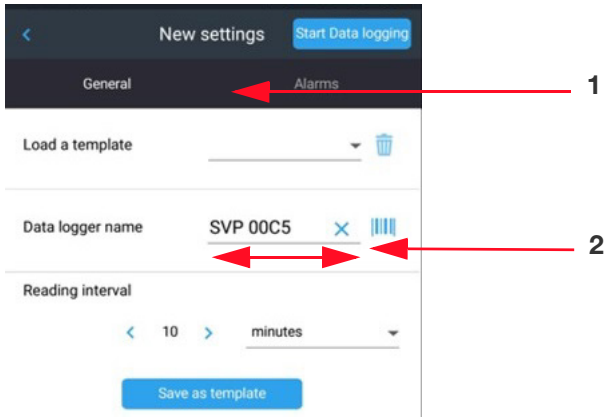 New settings Start Data logging
General Alarms 1
Load a template
Data logger name SVP 00C5 2
Reading interval
10 minutes
Save as template